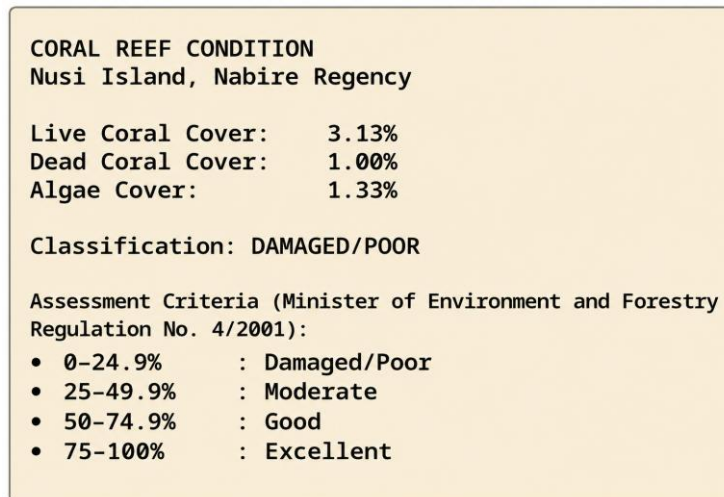 CORAL REEF CONDITION
Nusi Island, Nabire Regency
Live Coral Cover: 3.13%
Dead Coral Cover: 1.00%
Algae Cover: 1.33%
Classification: DAMAGED/POOR
Assessment Criteria (Minister of Environment and Forestry
Regulation No. 4/2001):
• 0–24.9% : Damaged/Poor
• 25–49.9% : Moderate
• 50–74.9% : Good
• 75–100% : Excellent